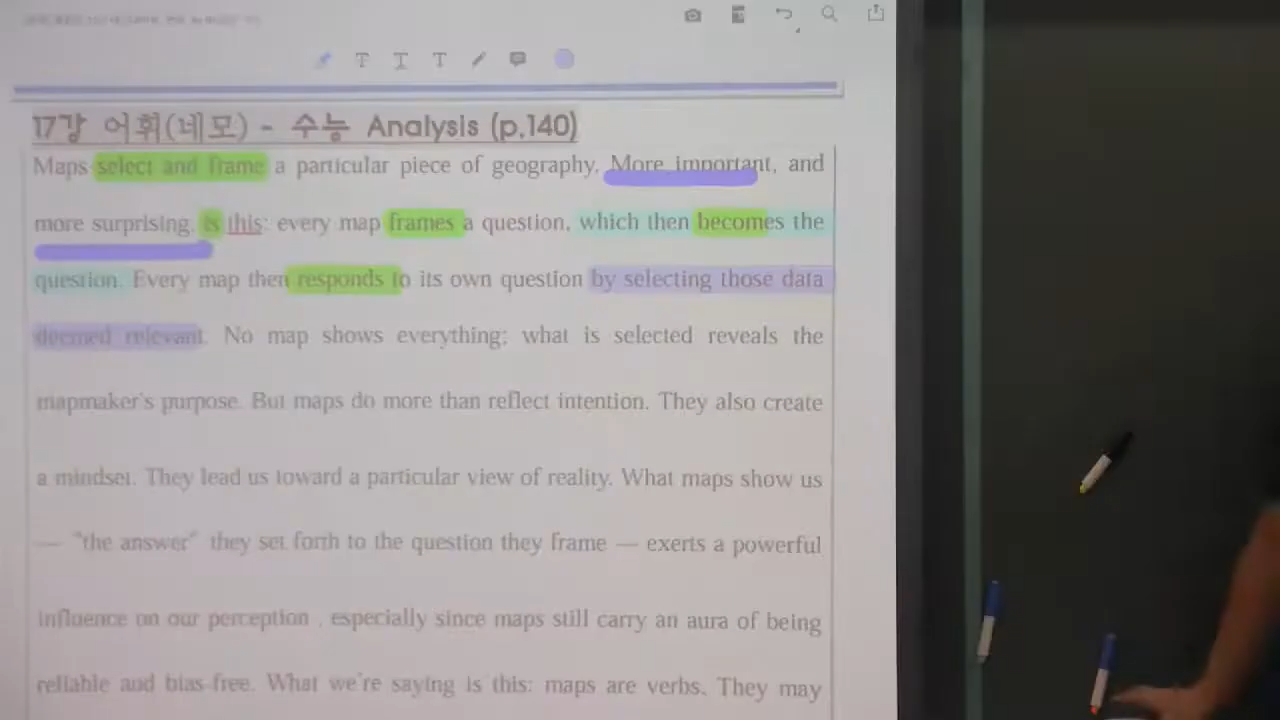 17강 어휘(네모) - 수능 Analysis (p.140)
Maps select and frame a particular piece of geography. More important, and
more surprising, is this: every map frames a question, which then becomes the
question. Every map then responds to its own question by selecting those data
deemed relevant. No map shows everything; what is selected reveals the
mapmaker's purpose. But maps do more than reflect intention. They also create
a mindset. They lead us toward a particular view of reality. What maps show us
— "the answer" they set forth to the question they frame — exerts a powerful
influence on our perception , especially since maps still carry an aura of being
reliable and bias-free. What we're saying is this: maps are verbs. They may